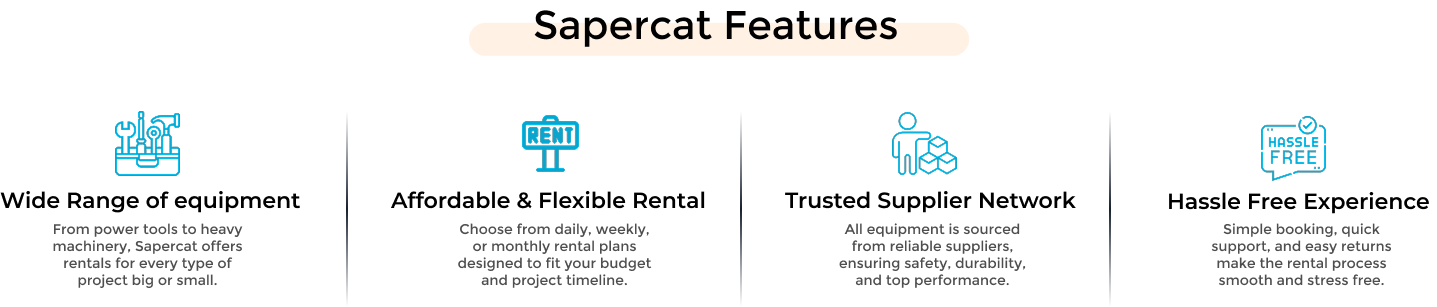 Sapercat Features
RENT
HASSLE
FREE
Wide Range of equipment
From power tools to heavy
machinery, Sapercat offers
rentals for every type of
project big or small.
Affordable & Flexible Rental
Choose from daily, weekly,
or monthly rental plans
designed to fit your budget
and project timeline.
Trusted Supplier Network
All equipment is sourced
from reliable suppliers,
ensuring safety, durability,
and top performance.
Hassle Free Experience
Simple booking, quick
support, and easy returns
make the rental process
smooth and stress free.